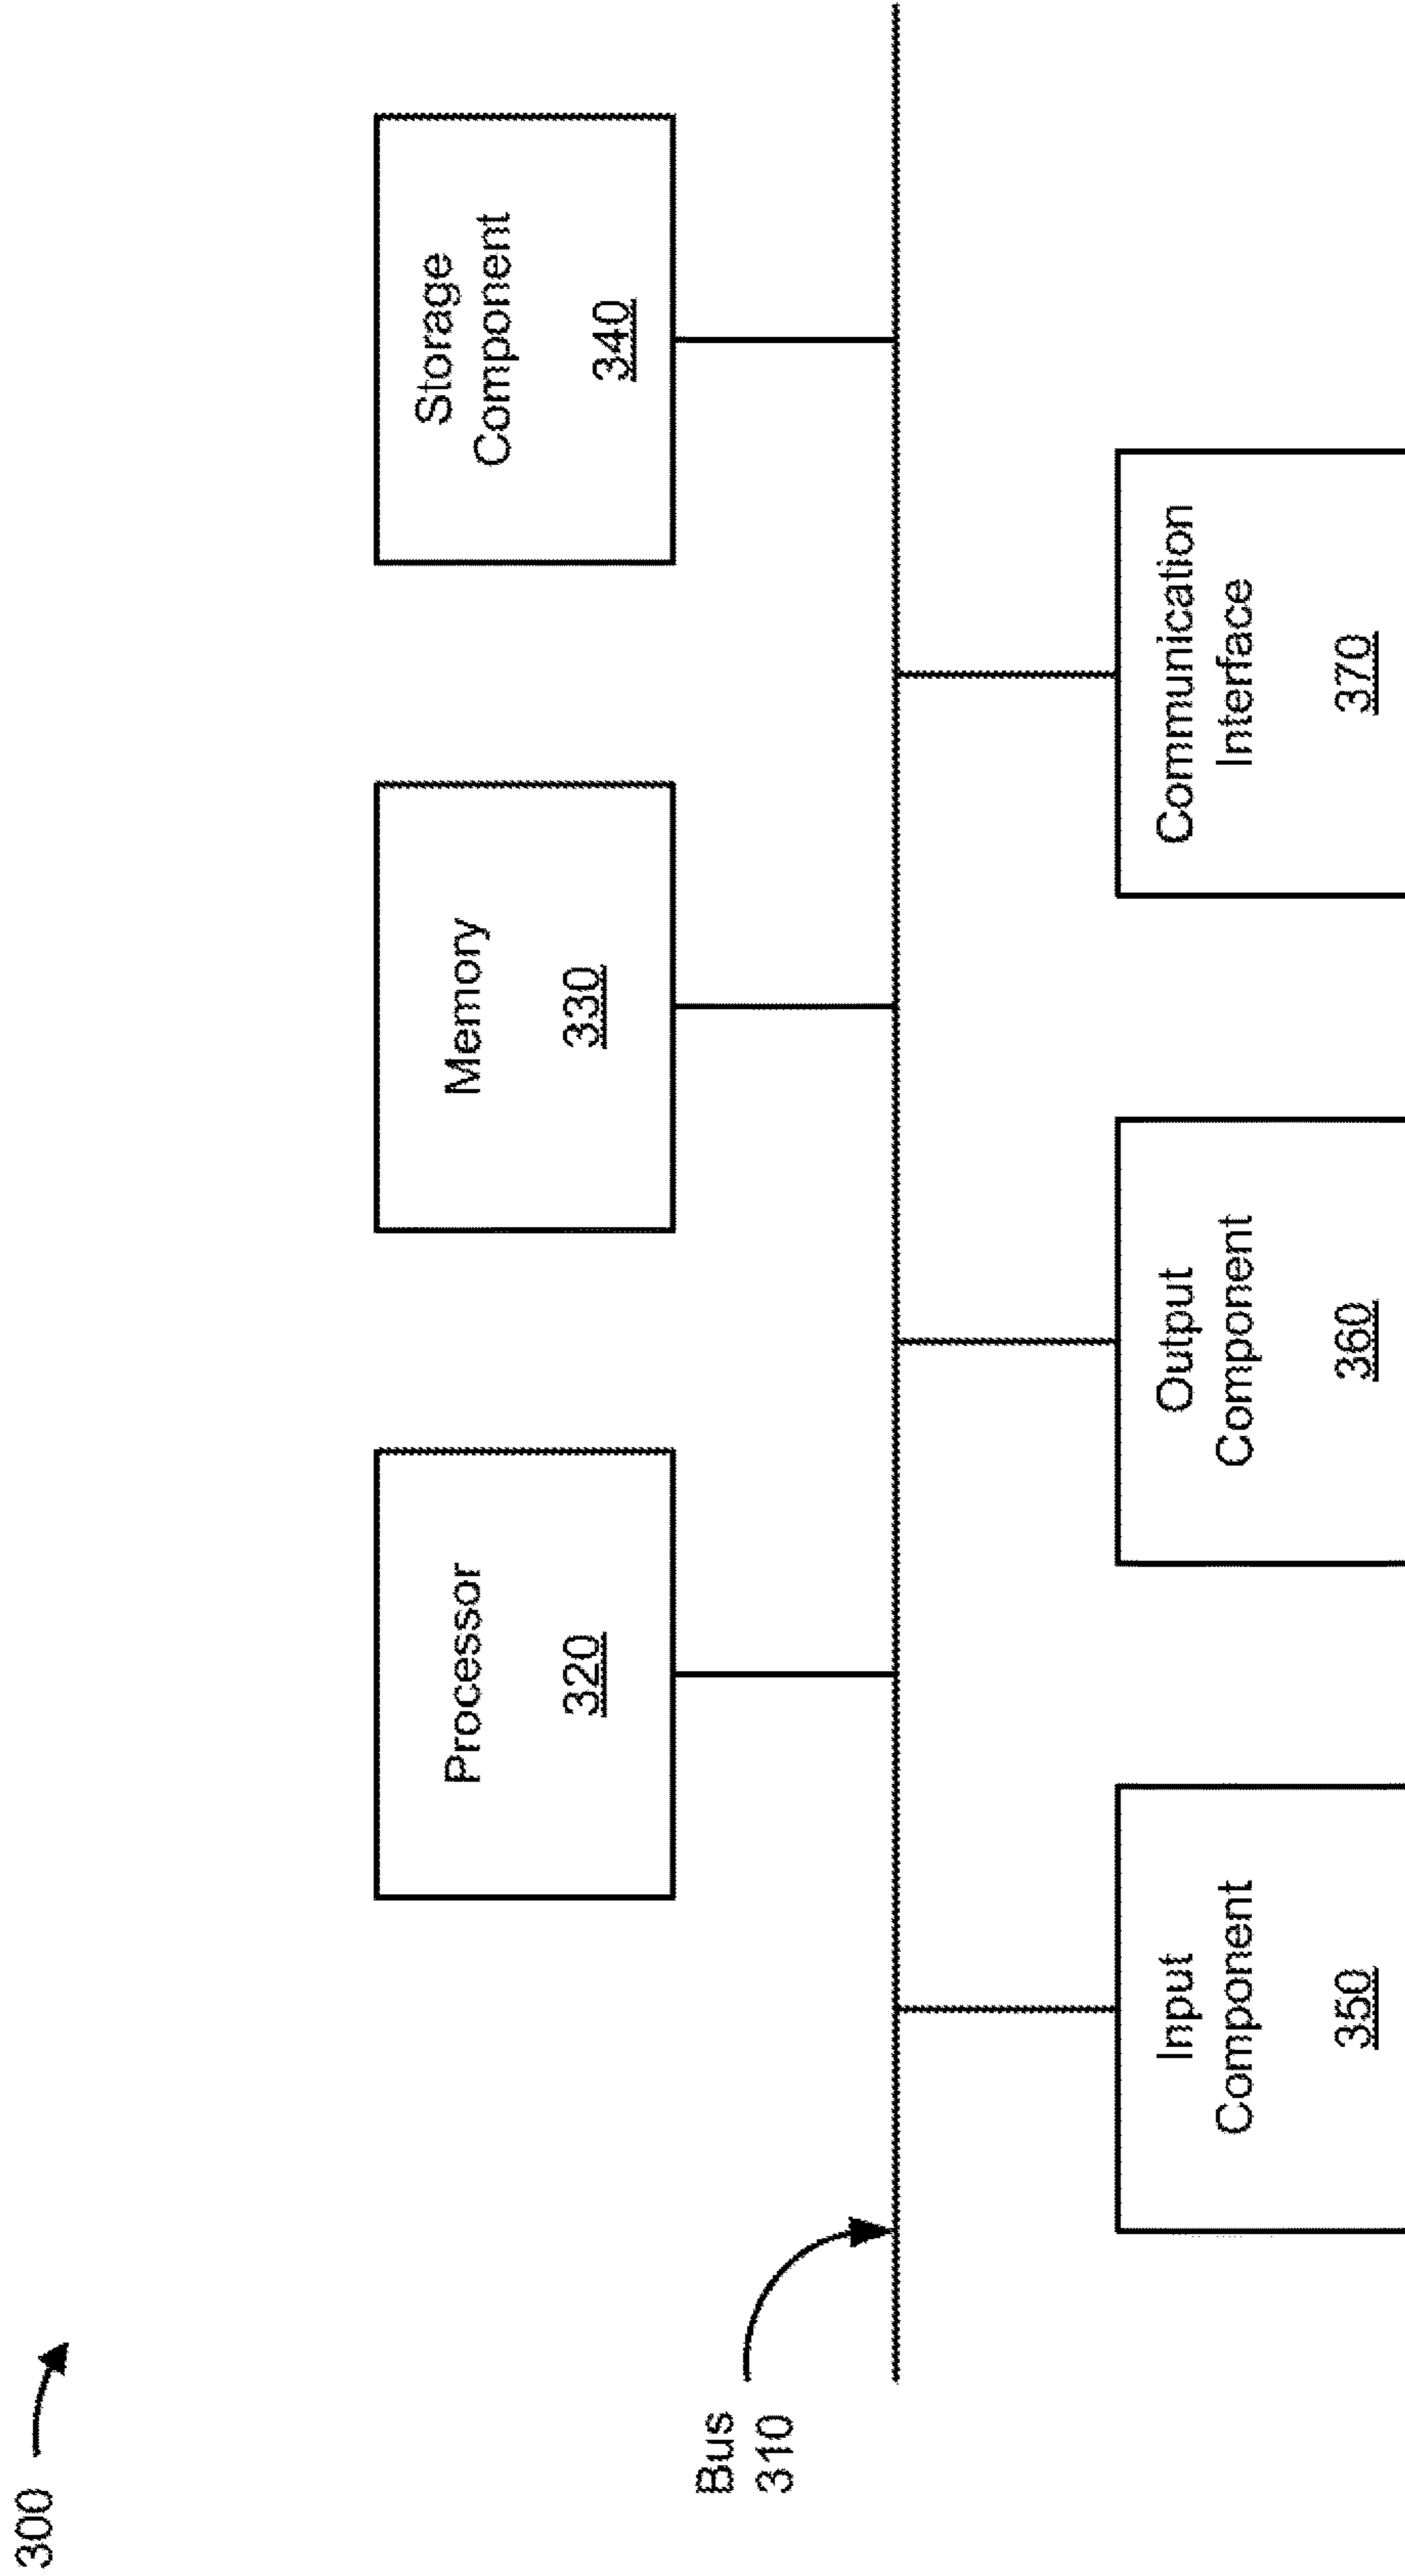 300
Processor
320
Memory
330
Storage
Component
340
Bus
310
Input
Component
350
Output
Component
360
Communication
Interface
370